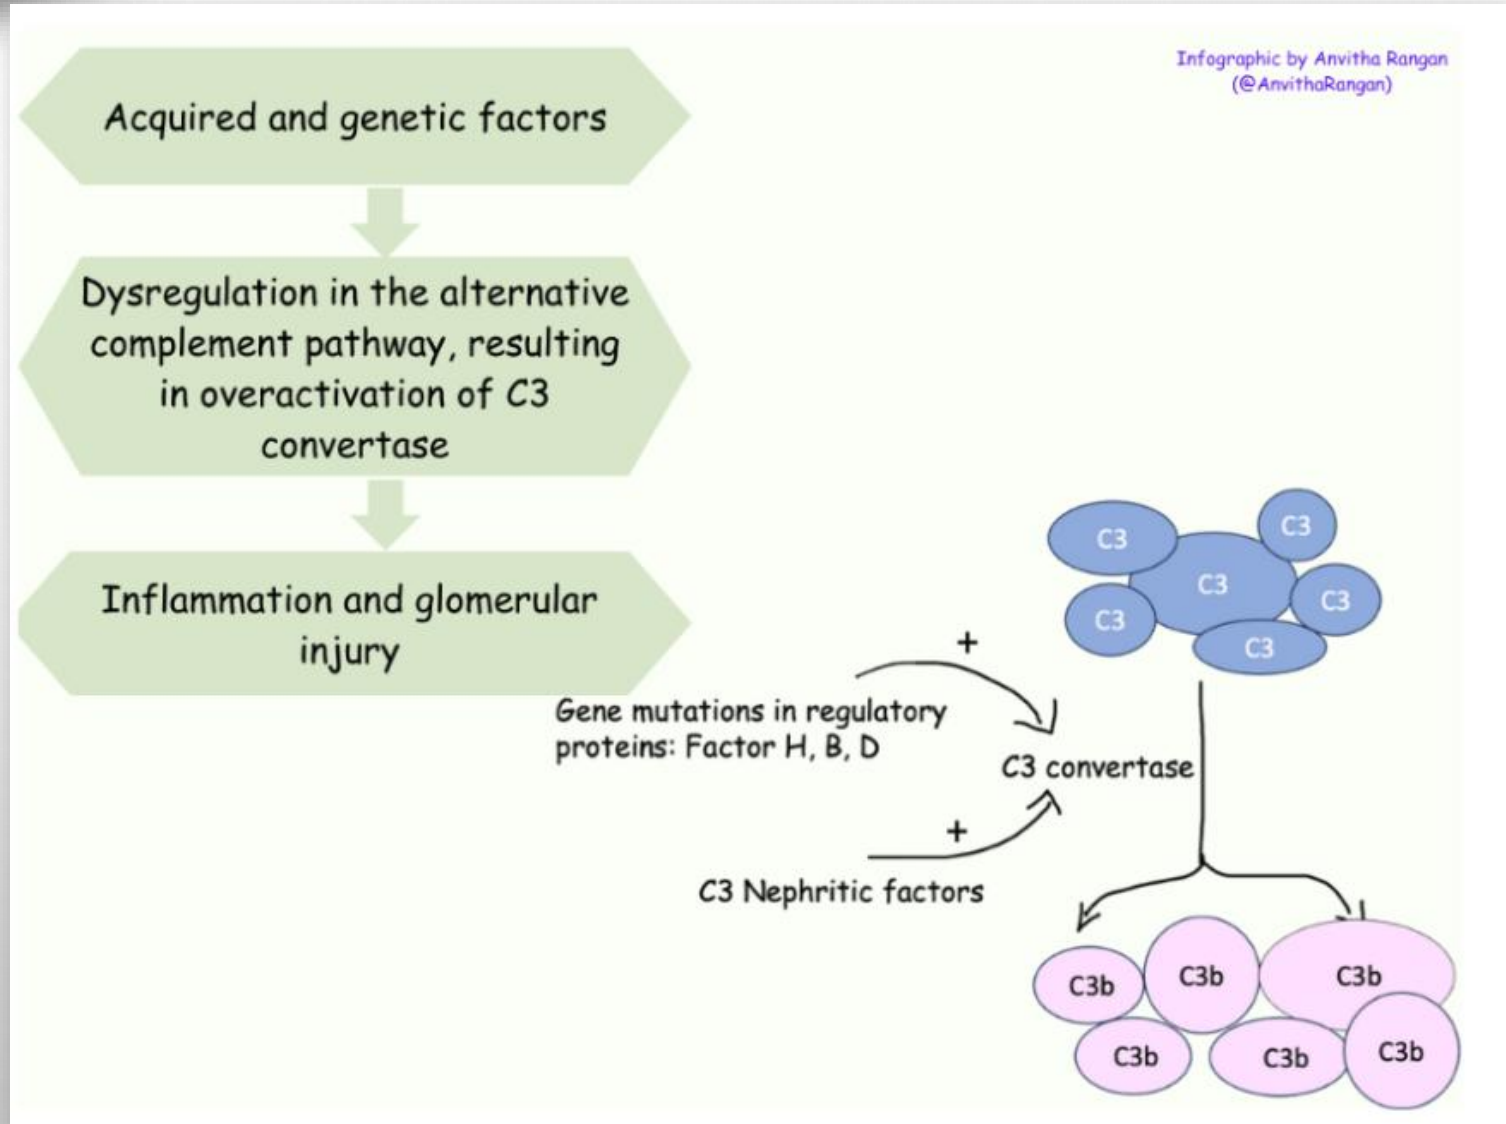 Infographic by Anvitha Rangan
(@AnvithaRangan)
Acquired and genetic factors
Dysregulation in the alternative
complement pathway, resulting
in overactivation of C3
convertase
Inflammation and glomerular
injury
C3
C3
C3
C3
C3
C3
+
Gene mutations in regulatory
proteins: Factor H, B, D
C3 convertase
+
C3 Nephritic factors
C3b
C3b
C3b
C3b
C3b
C3b